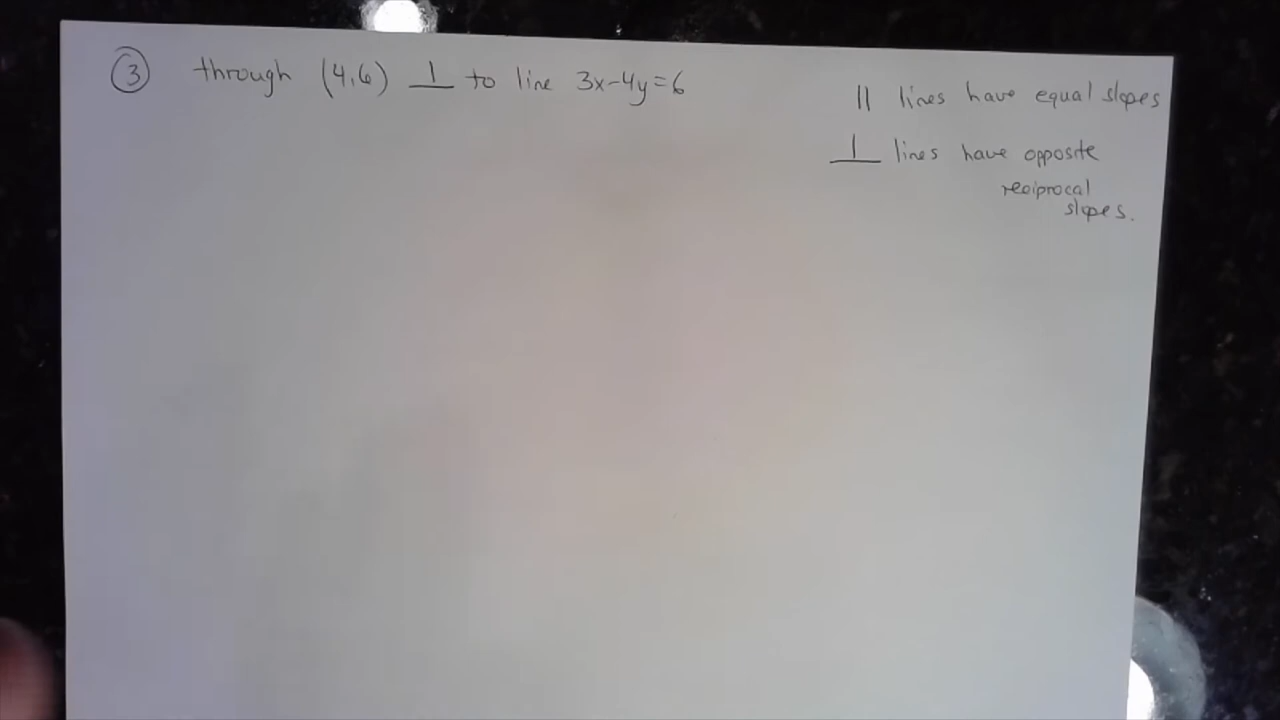 ③ through (4,6) ⊥ to line 3x-4y=6
|| lines have equal slopes
⊥ lines have opposite
reciprocal
slopes.